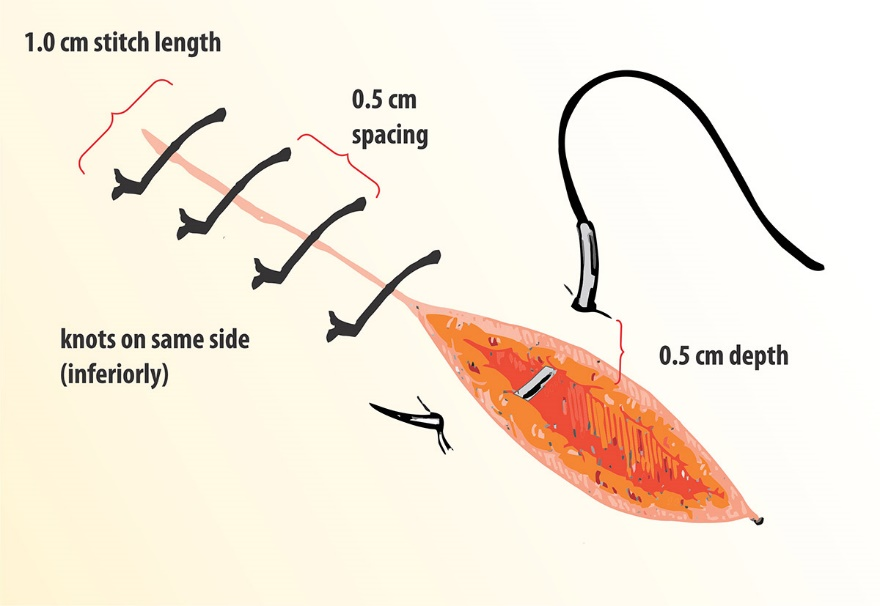 1.0 cm stitch length
0.5 cm
spacing
knots on same side
(inferiorly)
0.5 cm depth